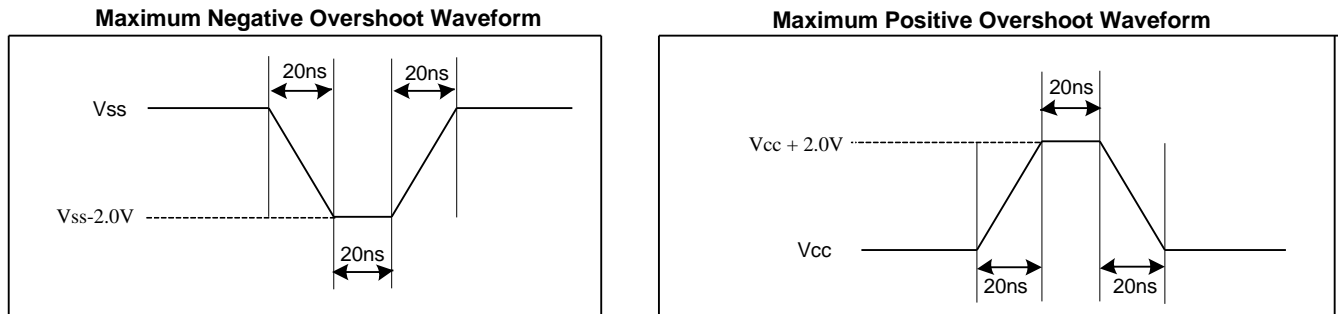 Maximum Negative Overshoot Waveform
20ns
20ns
Vss
Vss-2.0V
20ns
Maximum Positive Overshoot Waveform
20ns
Vcc + 2.0V
Vcc
20ns
20ns